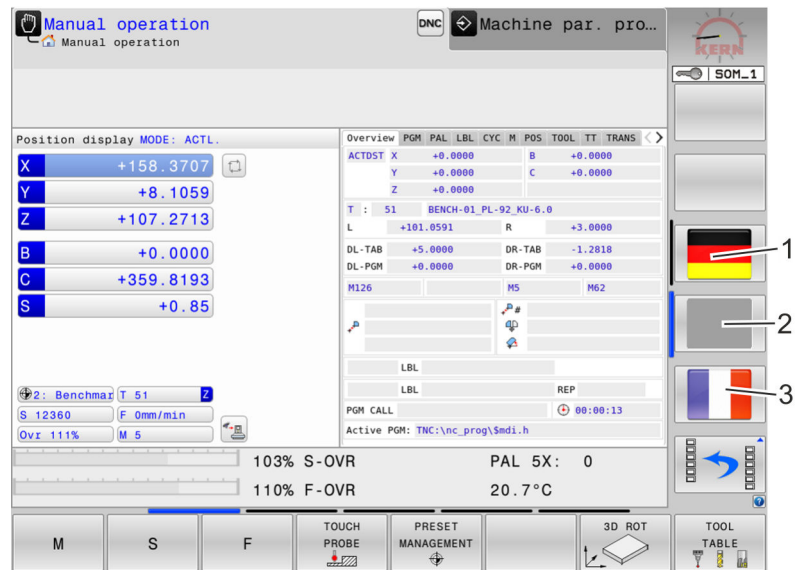 Manual operation
Manual operation
DNC
Machine par. pro…
KERN
SOM_1
Position display MODE: ACTL.
X +158.3707
Y +8.1059
Z +107.2713
B +0.0000
C +359.8193
S +0.85
2: Benchmar T 51 Z
S 12360 F 0mm/min
Ovr 111% M 5
Overview PGM PAL LBL CYC M POS TOOL TT TRANS
ACTDST X +0.0000 B +0.0000
Y +0.0000 C +0.0000
Z +0.0000
T : 51 BENCH-01_PL-92_KU-6.0
L +101.0591 R +3.0000
DL-TAB +5.0000 DR-TAB -1.2818
DL-PGM +0.0000 DR-PGM +0.0000
M126 M5 M62
#
LBL
LBL REP
PGM CALL 00:00:13
Active PGM: TNC:\nc_prog\$mdi.h
1
2
3
103% S-OVR PAL 5X: 0
110% F-OVR 20.7°C
M
S
F
TOUCH
PROBE
PRESET
MANAGEMENT
3D ROT
TOOL
TABLE
?